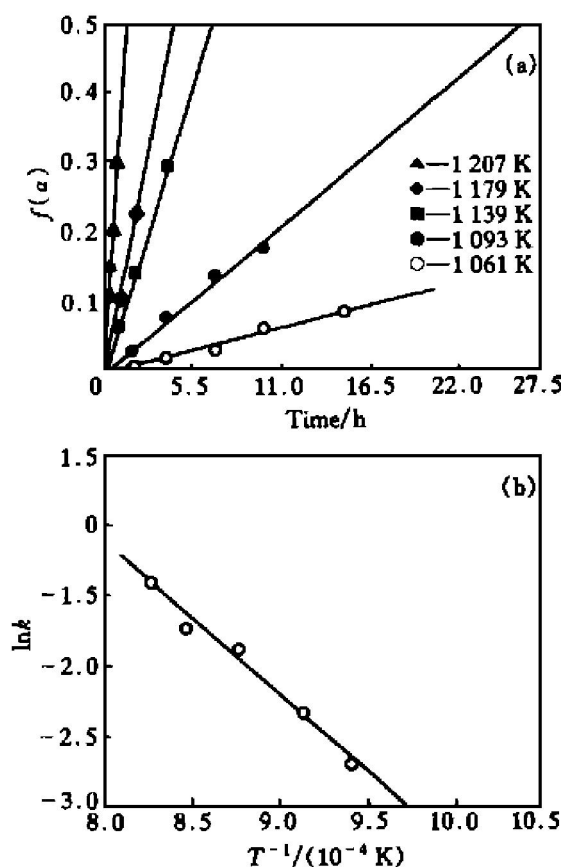 0.5
0.5
0.3
0.2
0.1
f(a)
(a)
1 207 K
1 179 K
1 139 K
1 093 K
1 061 K
0 5.5 11.0 16.5 22.0 27.5
Time/h
1.5
0
-1.5
-2.0
-2.5
-3.0
lnk
(b)
8.0 8.5 9.0 9.5 10.0 10.5
T⁻¹/(10⁻⁴ K)